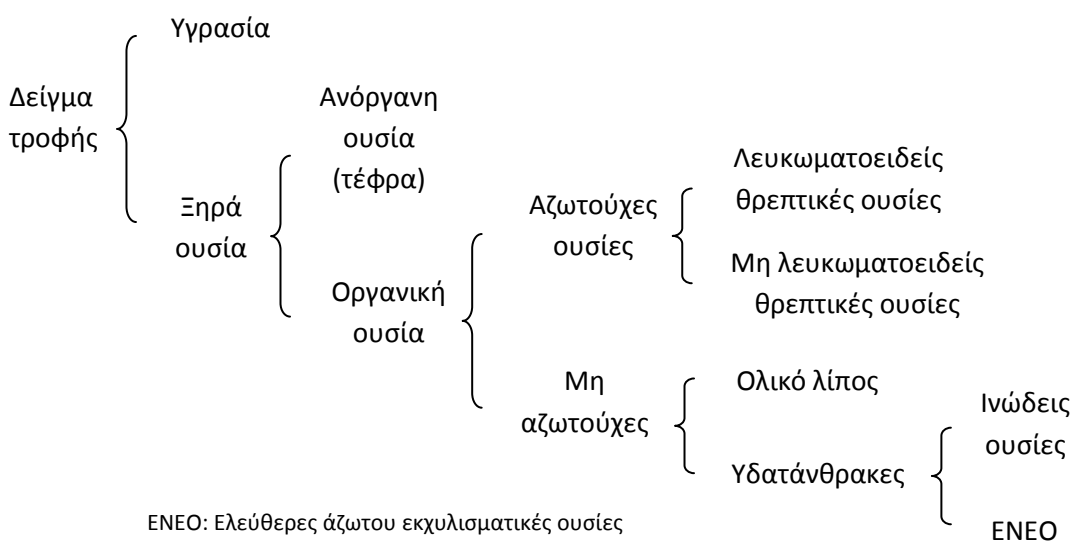 Υγρασία
Δείγμα
τροφής
Ανόργανη
ουσία
(τέφρα)
Ξηρά
ουσία
Λευκωματοειδείς
θρεπτικές ουσίες
Αζωτούχες
ουσίες
Μη λευκωματοειδείς
θρεπτικές ουσίες
Οργανική
ουσία
Μη
αζωτούχες
Ολικό λίπος
Ινώδεις
ουσίες
Υδατάνθρακες
ΕΝΕΟ
ΕΝΕΟ: Ελεύθερες άζωτου εκχυλισματικές ουσίες